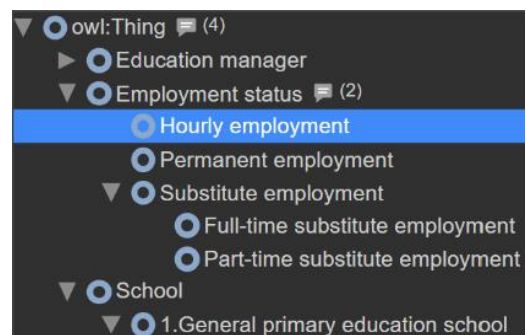 owl:Thing (4)
Education manager
Employment status (2)
Hourly employment
Permanent employment
Substitute employment
Full-time substitute employment
Part-time substitute employment
School
1.General primary education school